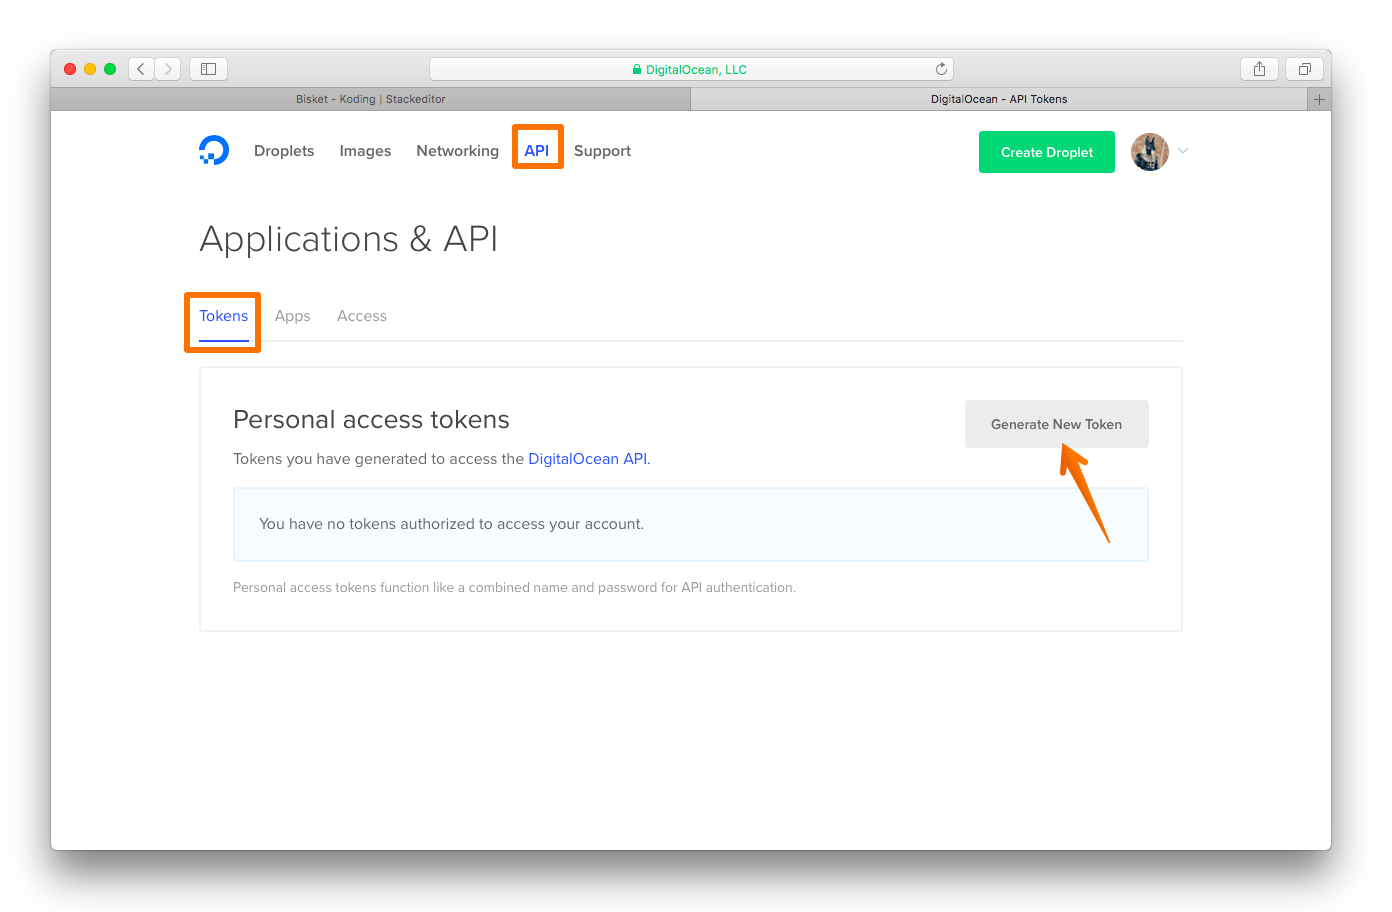 DigitalOcean, LLC
Bisket - Koding | Stackeditor
DigitalOcean - API Tokens
Droplets Images Networking API Support Create Droplet
Applications & API
Tokens Apps Access
Personal access tokens
Generate New Token
Tokens you have generated to access the DigitalOcean API.
You have no tokens authorized to access your account.
Personal access tokens function like a combined name and password for API authentication.